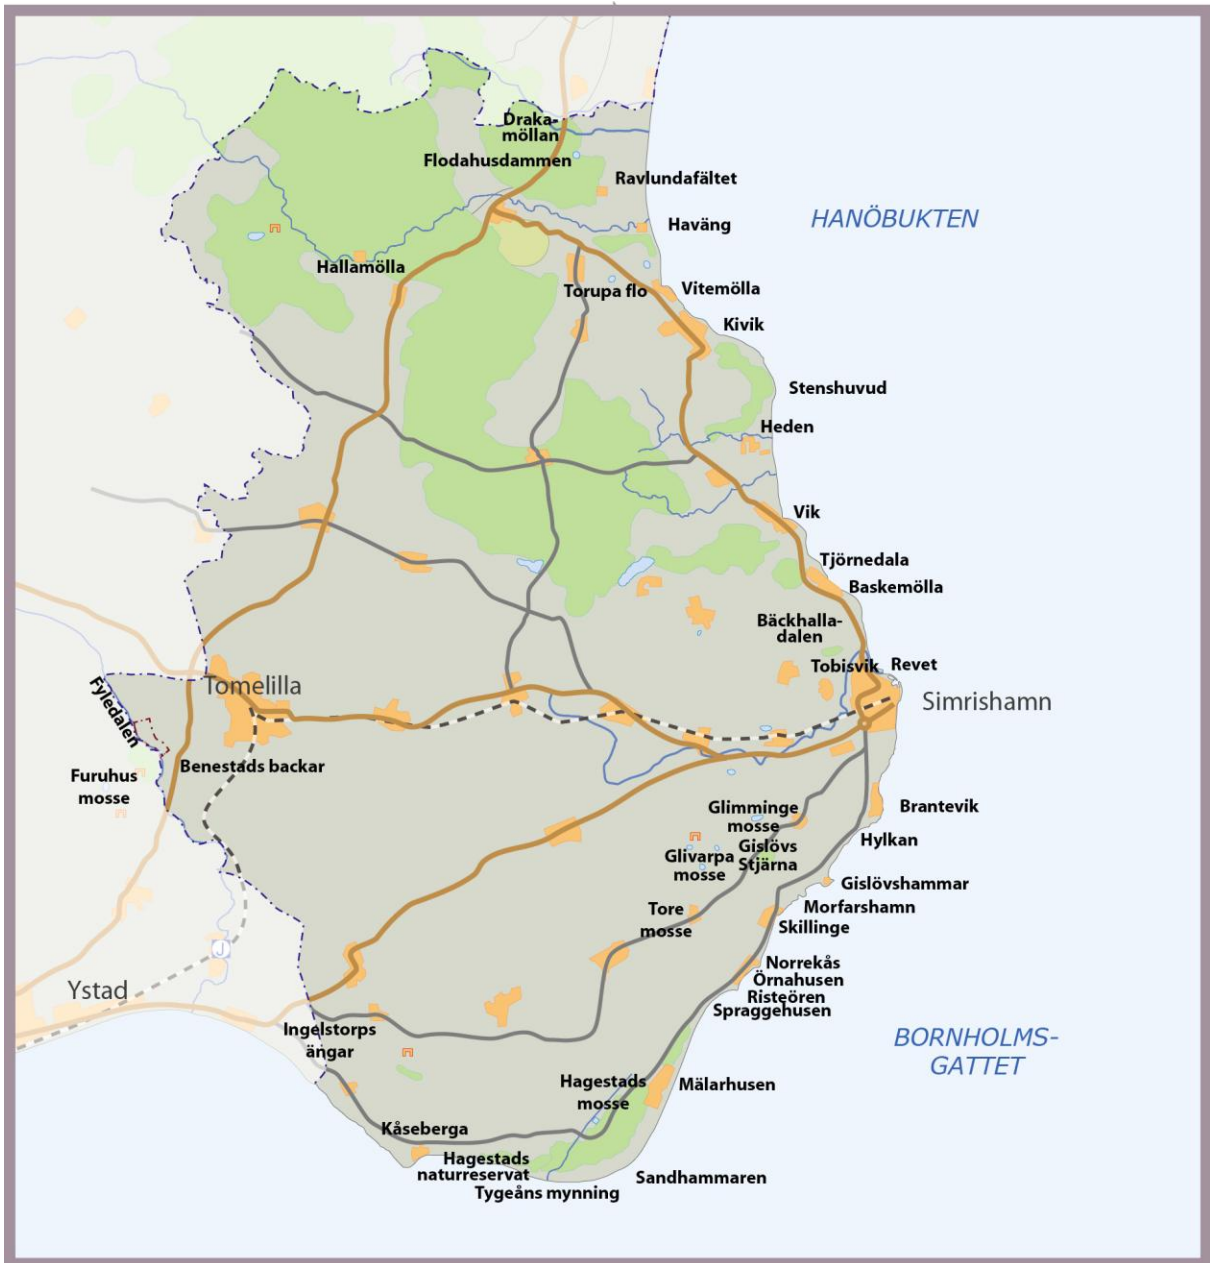 Draka-
möllan
Flodahusdammen
Ravlundafältet
HANÖBUKTEN
Haväng
Hallamölla
Torupa flo
Vitemölla
Kivik
Stenshuvud
Heden
Vik
Tjörnedala
Baskemölla
Bäckhalla-
dalen
Tobisvik
Revet
Simrishamn
Tomelilla
Fyledalen
Benestads backar
Furuhus
mosse
Glimminge
mosse
Brantevik
Hylkan
Glivarpa
mosse
Gislövs
Stjärna
Gislövshammar
Morfarshamn
Tore
mosse
Skillinge
J
Norrekås
Örnahusen
Risteören
Spraggehusen
Ystad
Ingelstorps
ängar
BORNHOLMS-
GATTET
Hagestads
mosse
Mälarhusen
Kåseberga
Hagestads
naturreservat
Sandhammaren
Tygeåns mynning